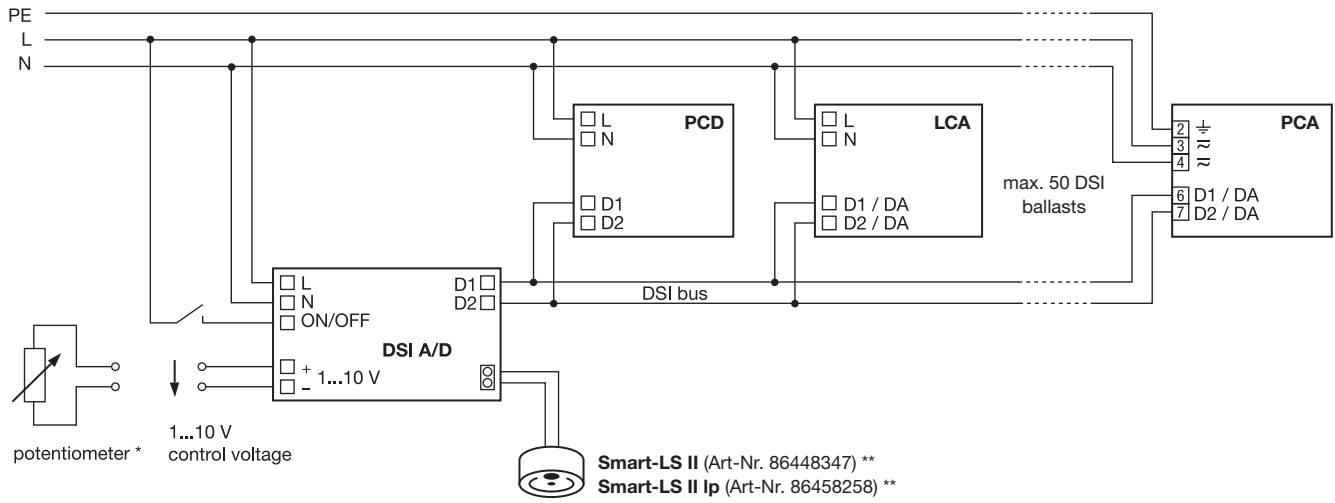 PE
L
N
L
N
PCD
D1
D2
L
N
LCA
D1 / DA
D2 / DA
max. 50 DSI
ballasts
2
3
4
PCA
6 D1 / DA
7 D2 / DA
L
N
ON/OFF
D1
D2
DSI A/D
+
1...10 V
–
DSI bus
potentiometer *
1...10 V
control voltage
Smart-LS II (Art-Nr. 86448347) **
Smart-LS II lp (Art-Nr. 86458258) **